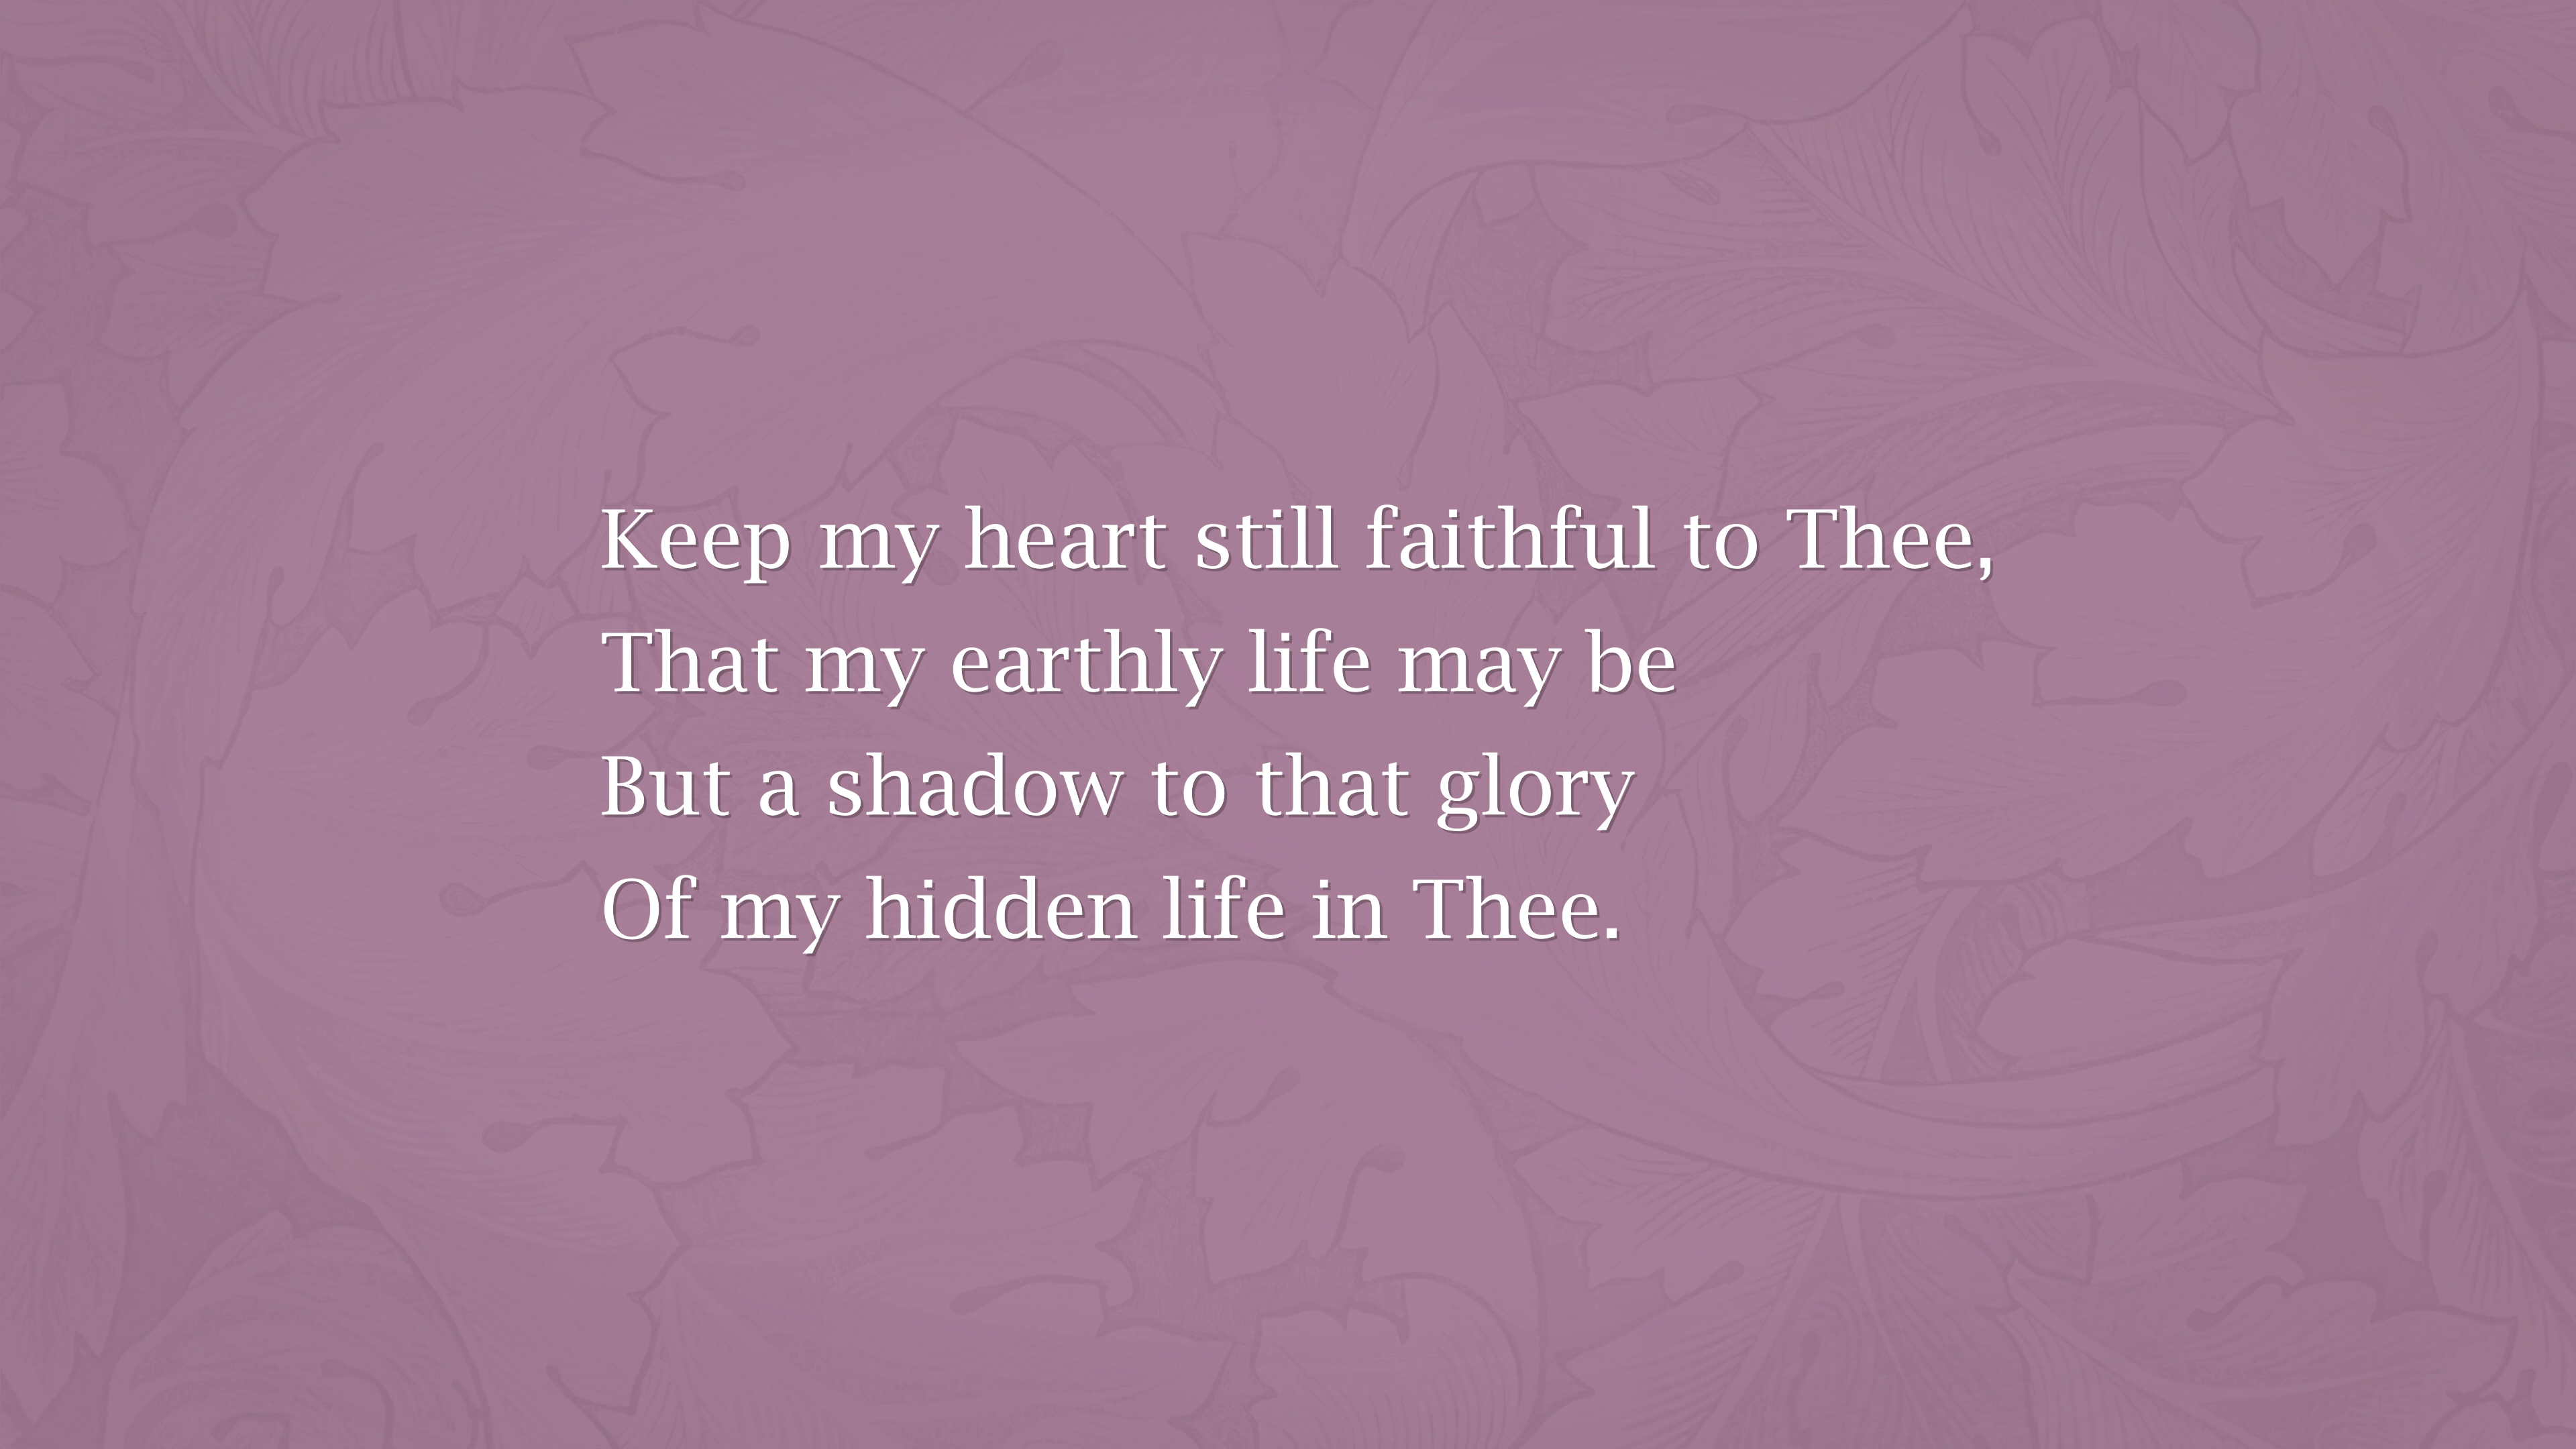 Keep my heart still faithful to Thee,
That my earthly life may be
But a shadow to that glory
Of my hidden life in Thee.